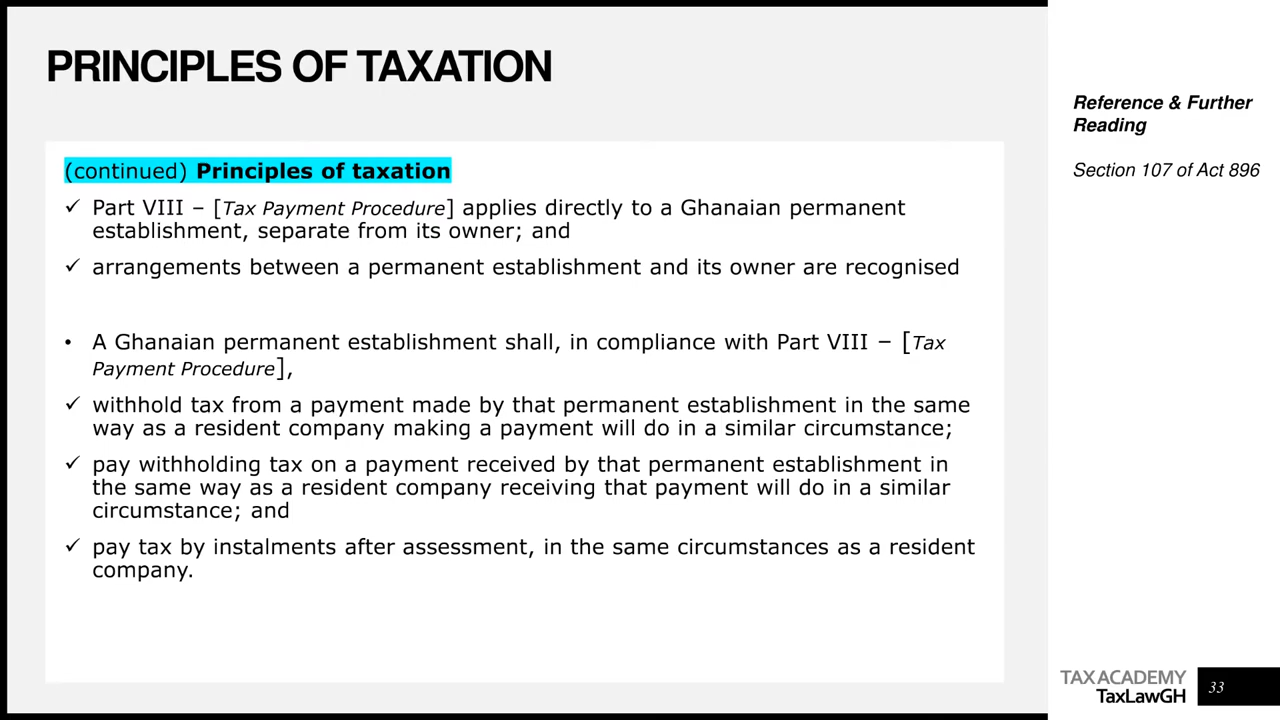 PRINCIPLES OF TAXATION
(continued) Principles of taxation
✓ Part VIII – [Tax Payment Procedure] applies directly to a Ghanaian permanent
establishment, separate from its owner; and
✓ arrangements between a permanent establishment and its owner are recognised
• A Ghanaian permanent establishment shall, in compliance with Part VIII – [Tax
Payment Procedure],
✓ withhold tax from a payment made by that permanent establishment in the same
way as a resident company making a payment will do in a similar circumstance;
✓ pay withholding tax on a payment received by that permanent establishment in
the same way as a resident company receiving that payment will do in a similar
circumstance; and
✓ pay tax by instalments after assessment, in the same circumstances as a resident
company.
Reference & Further
Reading
Section 107 of Act 896
TAX ACADEMY
TaxLawGH
33